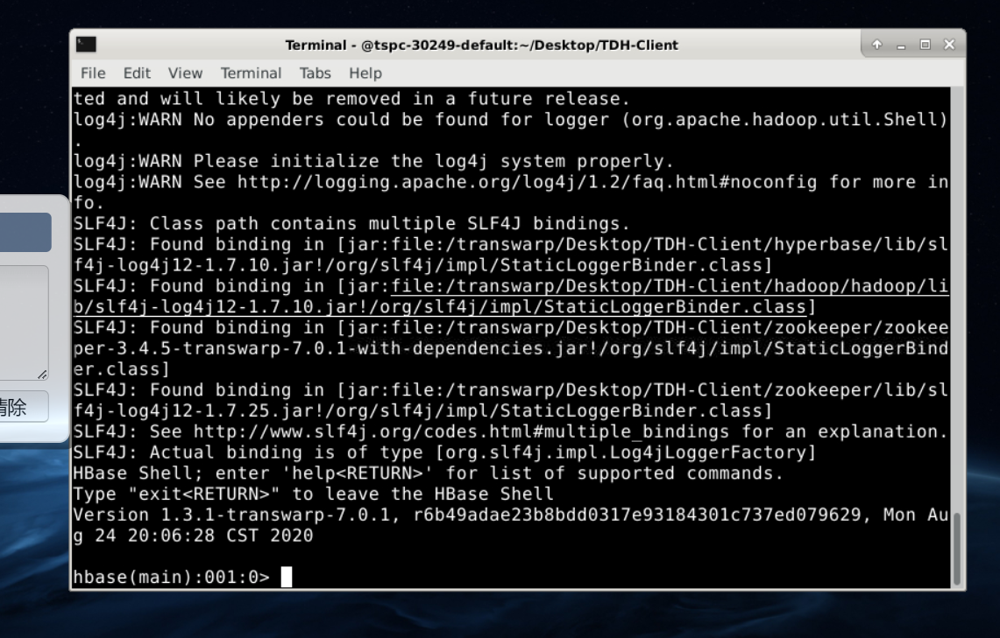 Terminal - @tspc-30249-default:~/Desktop/TDH-Client
File Edit View Terminal Tabs Help
ted and will likely be removed in a future release.
log4j:WARN No appenders could be found for logger (org.apache.hadoop.util.Shell)
.
log4j:WARN Please initialize the log4j system properly.
log4j:WARN See http://logging.apache.org/log4j/1.2/faq.html#noconfig for more in
fo.
SLF4J: Class path contains multiple SLF4J bindings.
SLF4J: Found binding in [jar:file:/transwarp/Desktop/TDH-Client/hyperbase/lib/sl
f4j-log4j12-1.7.10.jar!/org/slf4j/impl/StaticLoggerBinder.class]
SLF4J: Found binding in [jar:file:/transwarp/Desktop/TDH-Client/hadoop/hadoop/li
b/slf4j-log4j12-1.7.10.jar!/org/slf4j/impl/StaticLoggerBinder.class]
SLF4J: Found binding in [jar:file:/transwarp/Desktop/TDH-Client/zookeeper/zookee
per-3.4.5-transwarp-7.0.1-with-dependencies.jar!/org/slf4j/impl/StaticLoggerBind
er.class]
SLF4J: Found binding in [jar:file:/transwarp/Desktop/TDH-Client/zookeeper/lib/sl
f4j-log4j12-1.7.25.jar!/org/slf4j/impl/StaticLoggerBinder.class]
SLF4J: See http://www.slf4j.org/codes.html#multiple_bindings for an explanation.
SLF4J: Actual binding is of type [org.slf4j.impl.Log4jLoggerFactory]
HBase Shell; enter 'help<RETURN>' for list of supported commands.
Type "exit<RETURN>" to leave the HBase Shell
Version 1.3.1-transwarp-7.0.1, r6b49adae23b8bdd0317e93184301c737ed079629, Mon Au
g 24 20:06:28 CST 2020
hbase(main):001:0>
清除